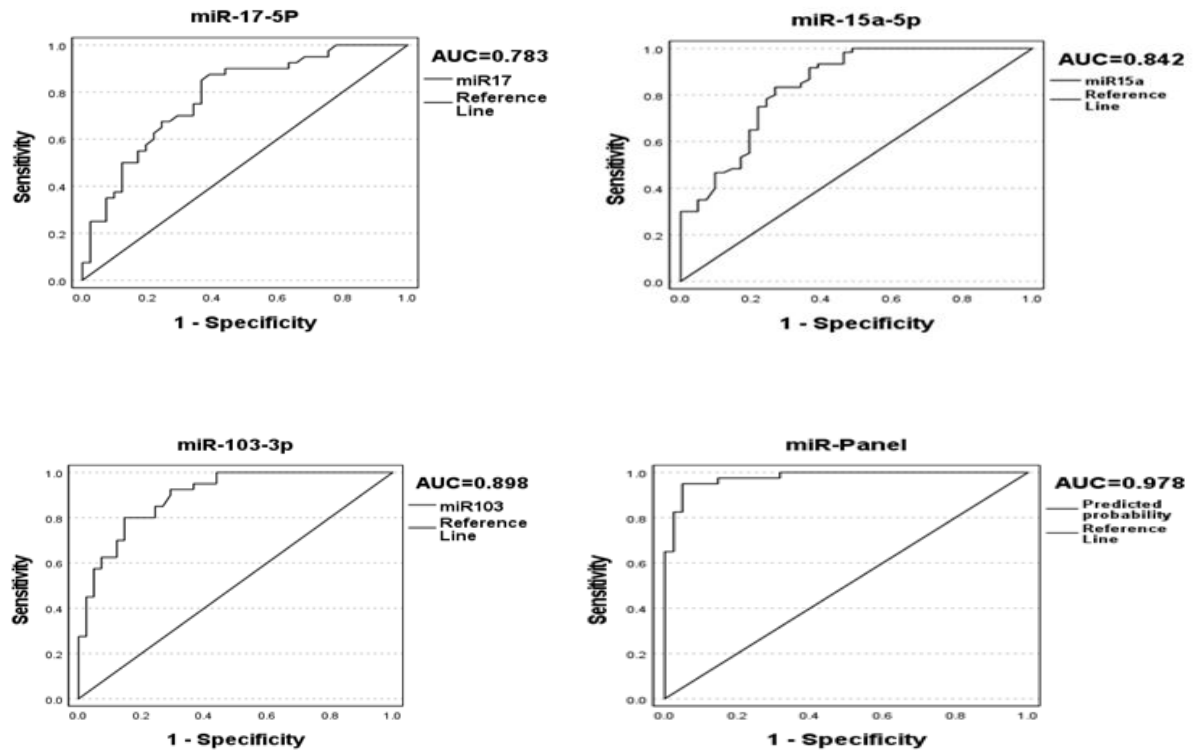 miR-17-5P
1.0
0.8
0.6
0.4
0.2
0.0
Sensitivity
0.0 0.2 0.4 0.6 0.8 1.0
1 - Specificity
AUC=0.783
miR17
Reference
Line
miR-15a-5p
1.0
0.8
0.6
0.4
0.2
0.0
Sensitivity
0.0 0.2 0.4 0.6 0.8 1.0
1 - Specificity
AUC=0.842
miR15a
Reference
Line
miR-103-3p
1.0
0.8
0.6
0.4
0.2
0.0
Sensitivity
0.0 0.2 0.4 0.6 0.8 1.0
1 - Specificity
AUC=0.898
miR103
Reference
Line
miR-Panel
1.0
0.8
0.6
0.4
0.2
0.0
Sensitivity
0.0 0.2 0.4 0.6 0.8 1.0
1 - Specificity
AUC=0.978
Predicted
probability
Reference
Line